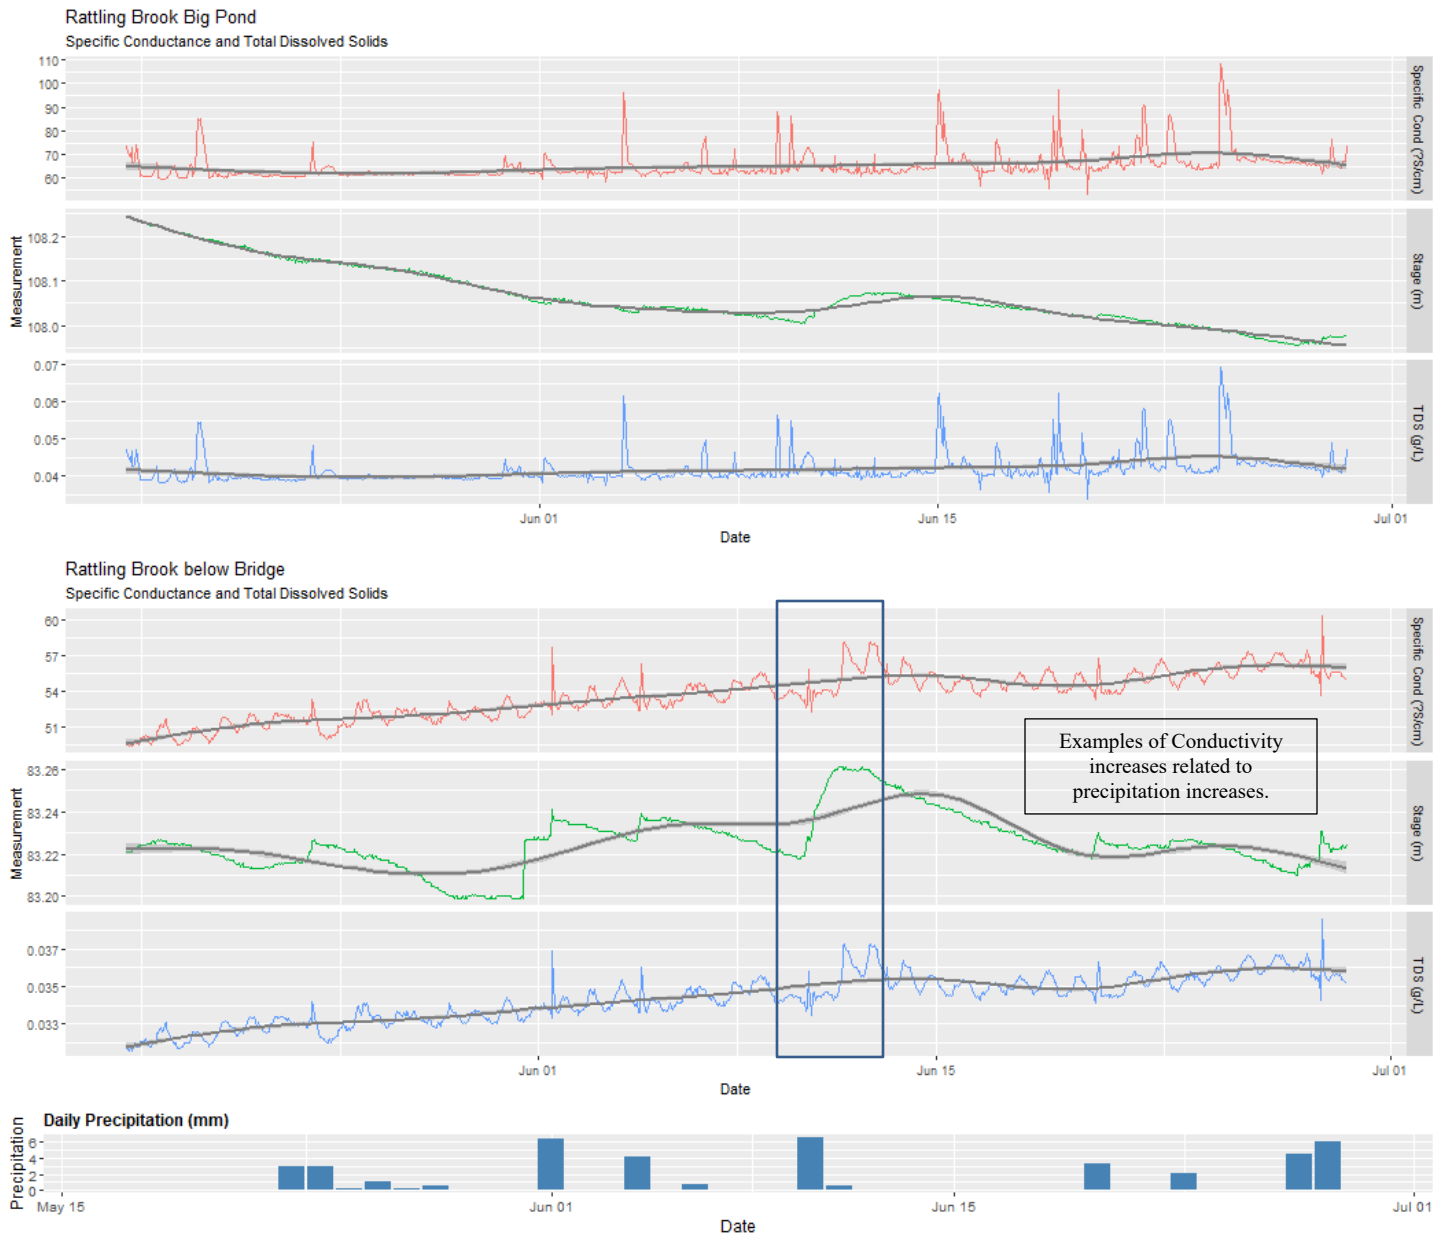 Rattling Brook Big Pond
Specific Conductance and Total Dissolved Solids
110
100
90
80
70
60
Specific Cond (?S/cm)
108.2
108.1
108.0
Stage (m)
Measurement
0.07
0.06
0.05
0.04
TDS (g/L)
Jun 01
Jun 15
Jul 01
Date
Rattling Brook below Bridge
Specific Conductance and Total Dissolved Solids
60
57
54
51
Specific Cond (?S/cm)
Examples of Conductivity
increases related to
precipitation increases.
83.26
83.24
83.22
83.20
Stage (m)
Measurement
0.037
0.035
0.033
TDS (g/L)
Jun 01
Jun 15
Jul 01
Date
Daily Precipitation (mm)
Precipitation
6
4
2
0
May 15
Jun 01
Jun 15
Jul 01
Date